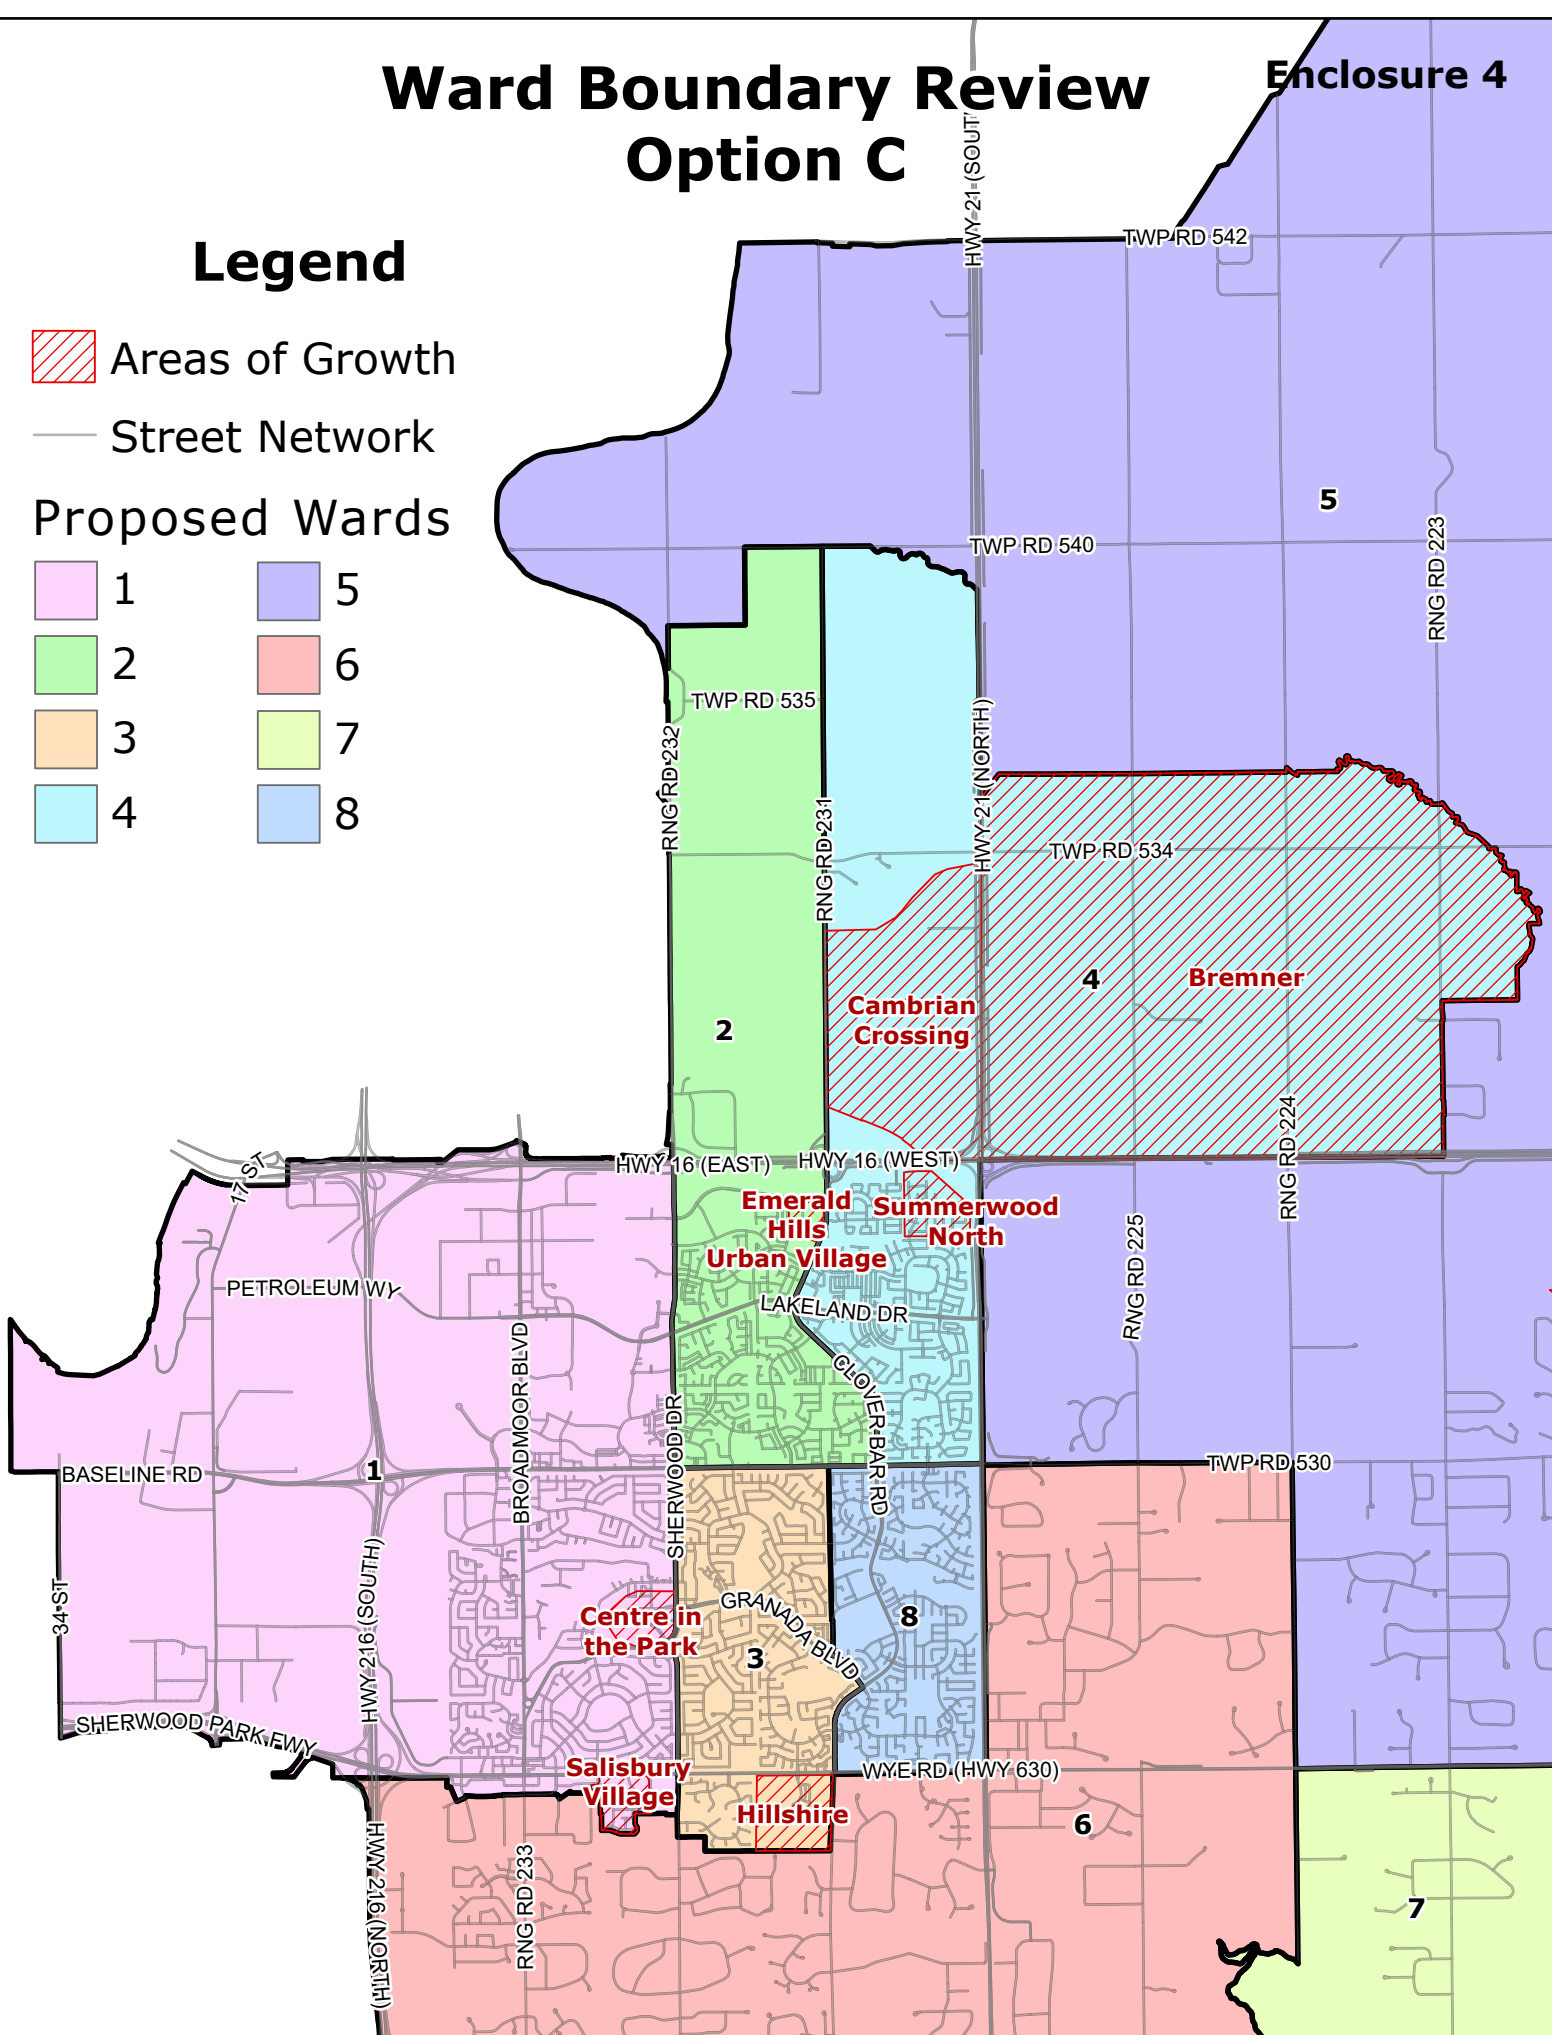 Ward Boundary Review
Option C
Enclosure 4
Legend
Areas of Growth
Street Network
Proposed Wards
1
2
3
4
5
6
7
8
HWY 21 (SOUT
TWP RD 542
5
TWP RD 540
RNG RD 223
TWP RD 535
RNG RD 232
RNG RD 231
HWY 21 (NORTH)
TWP RD 534
4
Bremner
Cambrian
Crossing
2
RNG RD 224
HWY 16 (EAST)
HWY 16 (WEST)
17 ST
Emerald
Hills
Urban Village
Summerwood
North
RNG RD 225
PETROLEUM WY
LAKELAND DR
BROADMOOR BLVD
CLOVER BAR RD
SHERWOOD DR
BASELINE RD
1
TWP RD 530
34 ST
HWY 216 (SOUTH)
Centre in
the Park
GRANADA BLVD
3
8
SHERWOOD PARK FWY
Salisbury
Village
WYE RD (HWY 630)
Hillshire
6
HWY 216 (NORTH)
RNG RD 233
7